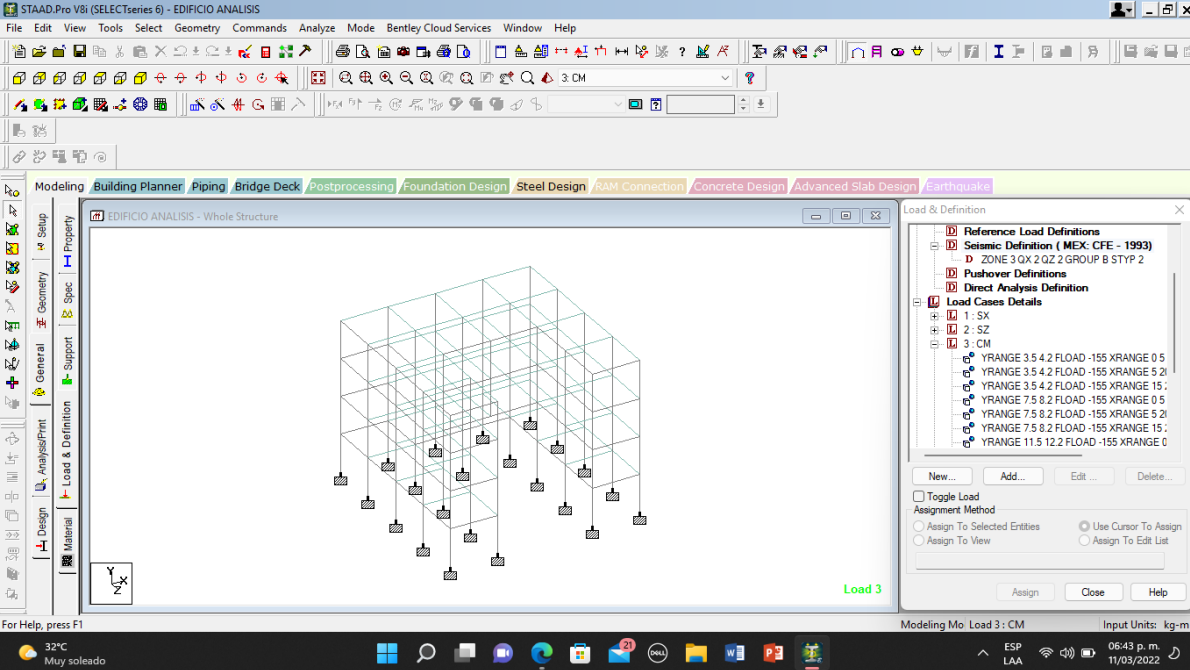 STAAD.Pro V8i (SELECTseries 6) - EDIFICIO ANALISIS
File Edit View Tools Select Geometry Commands Analyze Mode Bentley Cloud Services Window Help
3: CM
Modeling Building Planner Piping Bridge Deck Postprocessing Foundation Design Steel Design RAM Connection Concrete Design Advanced Slab Design Earthquake
Setup
Geometry
General
Analysis/Print
Design
Property
Spec
Support
Load & Definition
Material
EDIFICIO ANALISIS - Whole Structure
Y
X
Z
Load 3
Load & Definition
Reference Load Definitions
Seismic Definition ( MEX: CFE - 1993)
ZONE 3 QX 2 QZ 2 GROUP B STYP 2
Pushover Definitions
Direct Analysis Definition
Load Cases Details
1 : SX
2 : SZ
3 : CM
YRANGE 3.5 4.2 FLOAD -155 XRANGE 0 5
YRANGE 3.5 4.2 FLOAD -155 XRANGE 5 20
YRANGE 3.5 4.2 FLOAD -155 XRANGE 15
YRANGE 7.5 8.2 FLOAD -155 XRANGE 0 5
YRANGE 7.5 8.2 FLOAD -155 XRANGE 5 20
YRANGE 7.5 8.2 FLOAD -155 XRANGE 15
YRANGE 11.5 12.2 FLOAD -155 XRANGE 0
New... Add... Edit ... Delete...
Toggle Load
Assignment Method
Assign To Selected Entities Use Cursor To Assign
Assign To View Assign To Edit List
Assign Close Help
For Help, press F1
Modeling Mo Load 3 : CM Input Units: kg-m
32°C
Muy soleado
21
DELL
ESP
LAA
06:43 p. m.
11/03/2022